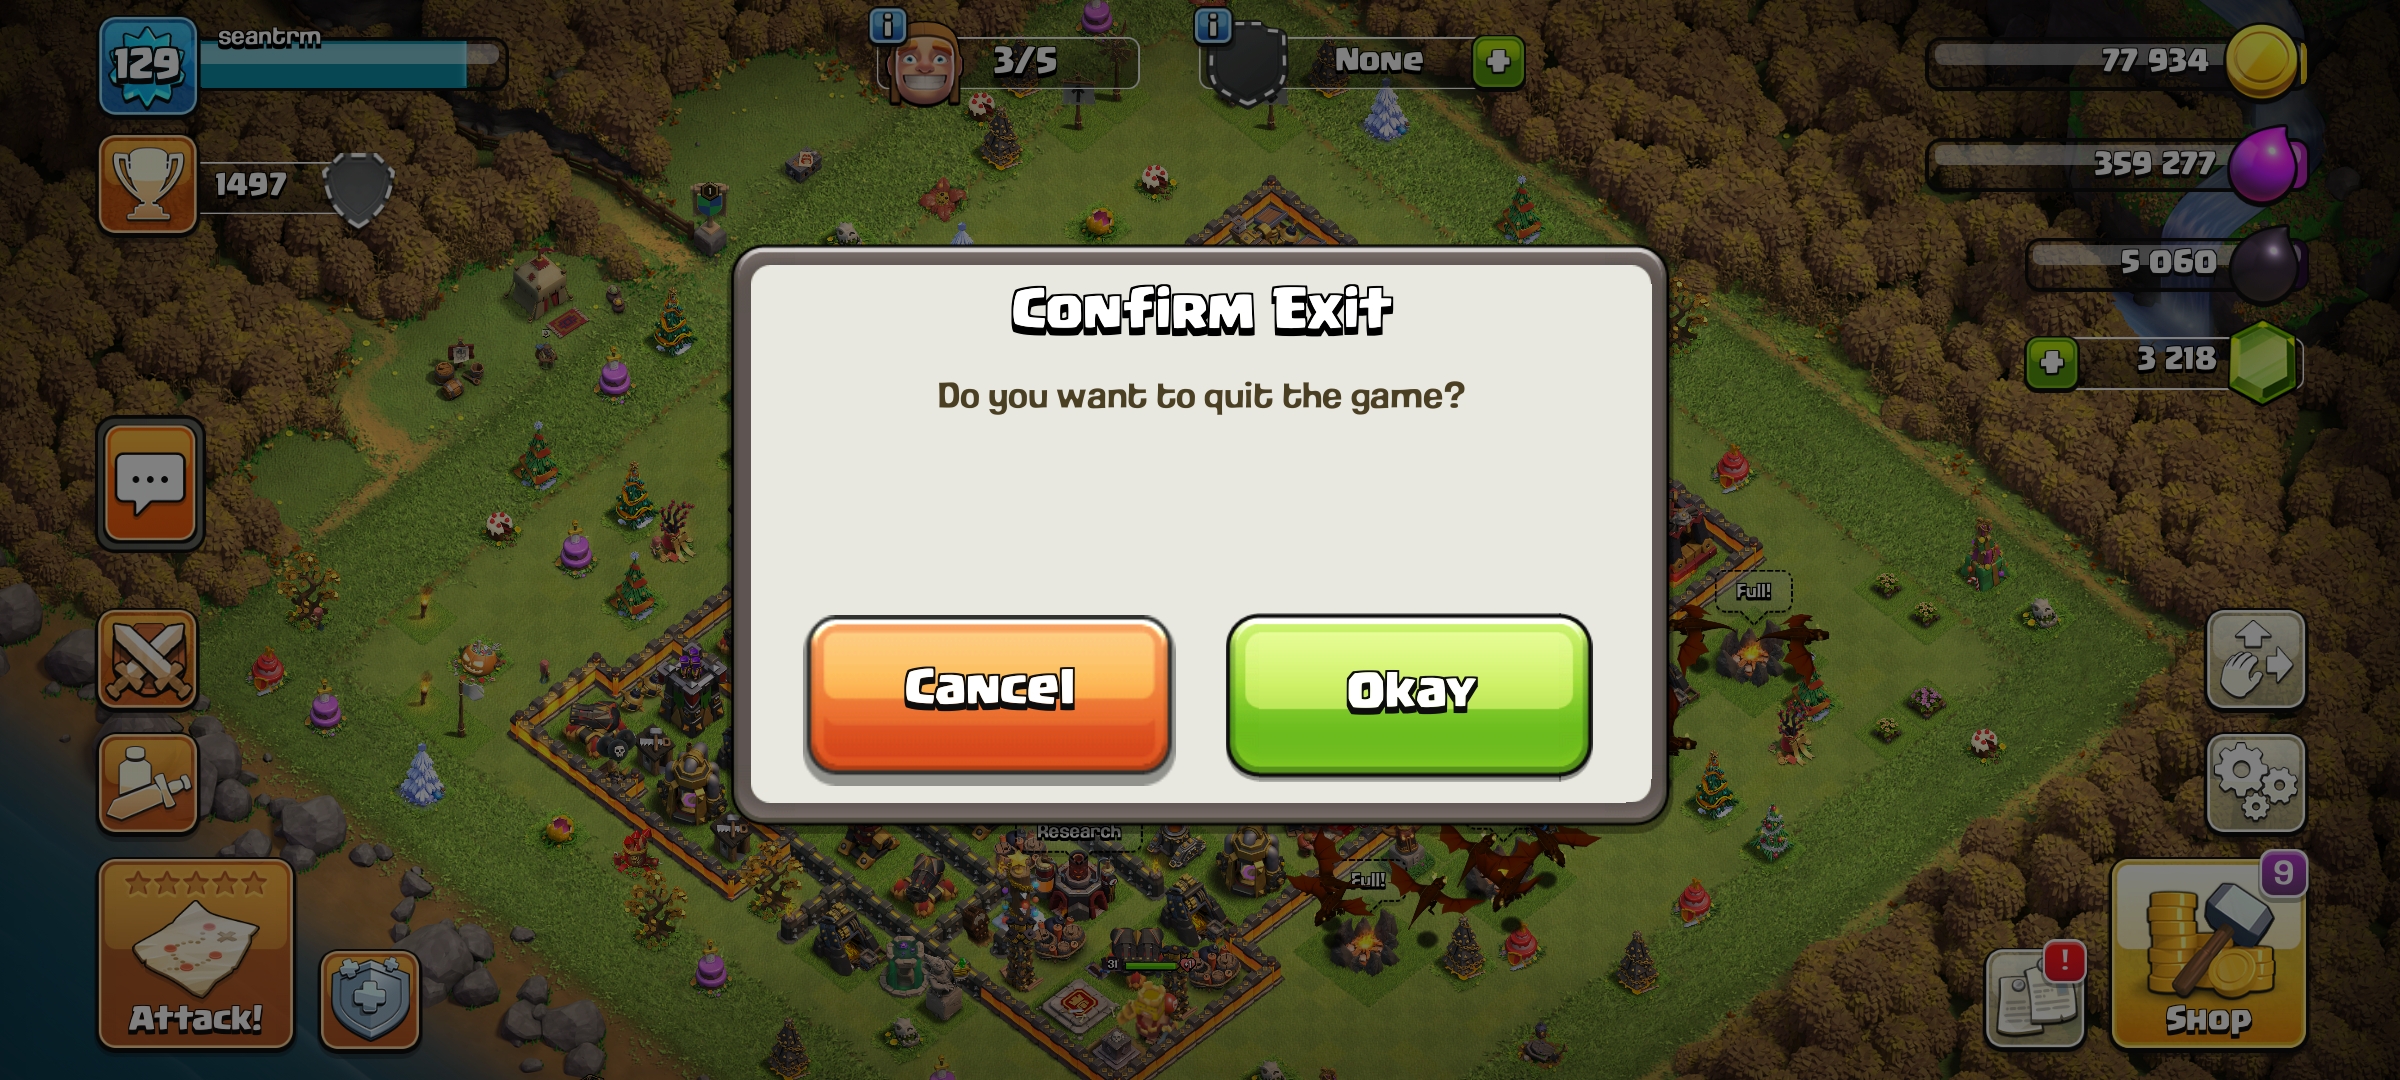 129
seantrm
3/5
None
77 934
1497
359 277
5 060
3 218
Confirm Exit
Do you want to quit the game?
Full!
Cancel
Okay
Research
Full!
31
9
!
Attack!
Shop